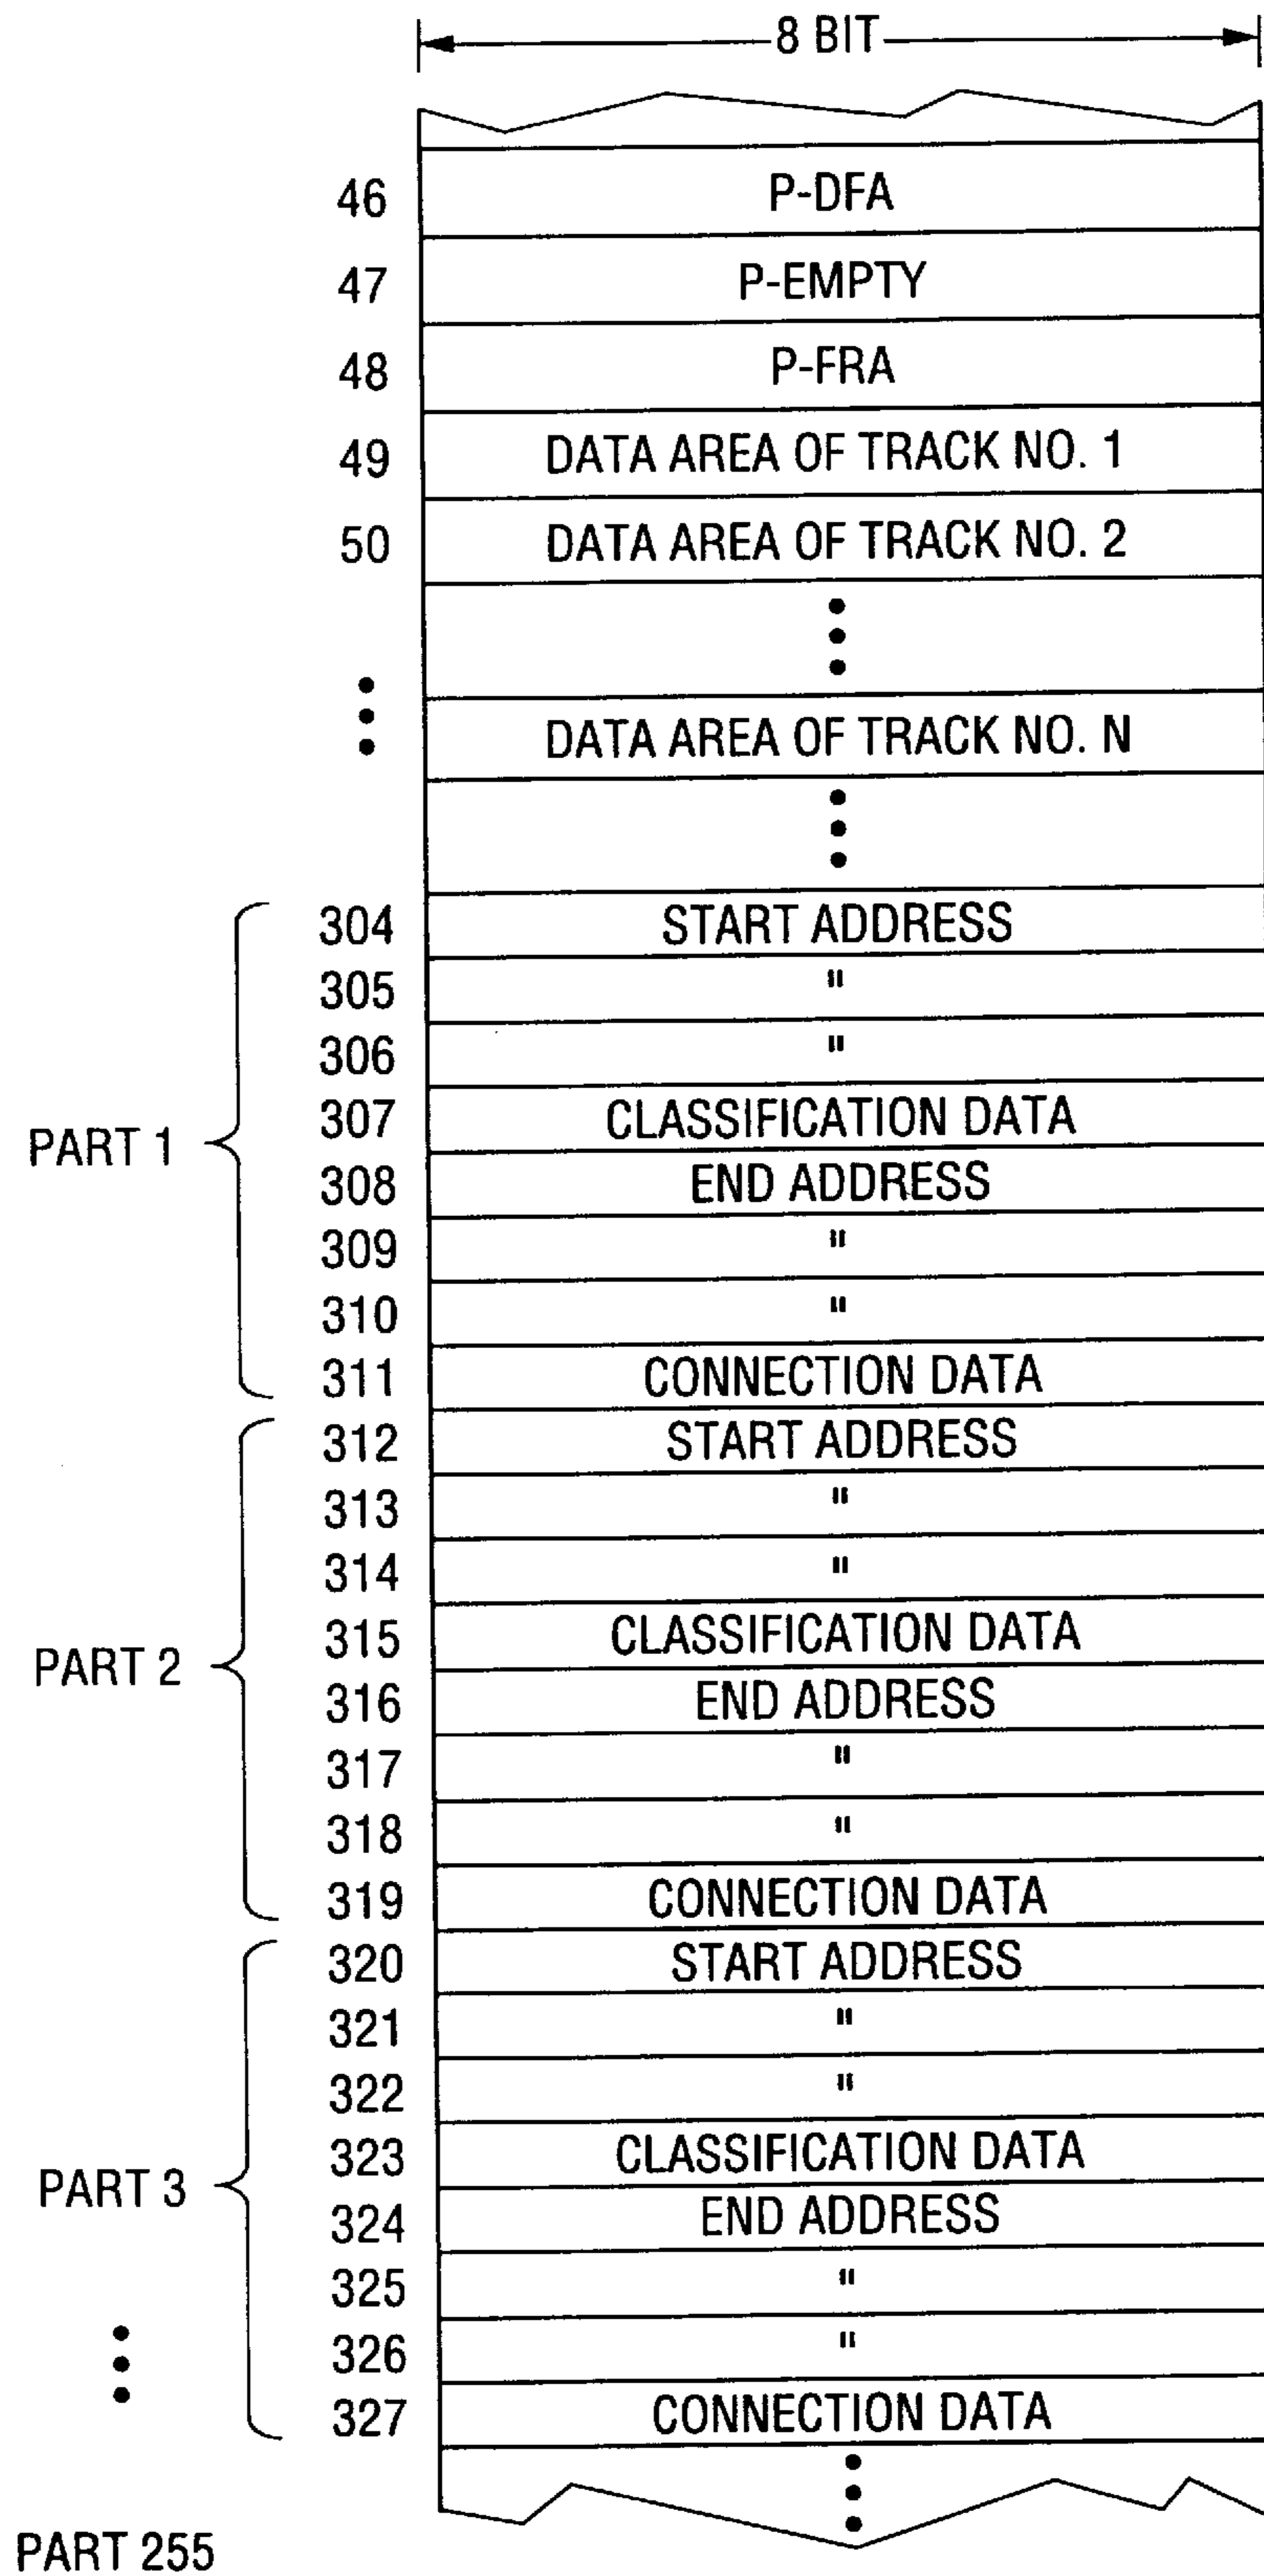 8 BIT
46 P-DFA
47 P-EMPTY
48 P-FRA
49 DATA AREA OF TRACK NO. 1
50 DATA AREA OF TRACK NO. 2
DATA AREA OF TRACK NO. N
304 START ADDRESS
305 "
306 "
307 CLASSIFICATION DATA
PART 1
308 END ADDRESS
309 "
310 "
311 CONNECTION DATA
312 START ADDRESS
313 "
314 "
315 CLASSIFICATION DATA
PART 2
316 END ADDRESS
317 "
318 "
319 CONNECTION DATA
320 START ADDRESS
321 "
322 "
323 CLASSIFICATION DATA
PART 3
324 END ADDRESS
325 "
326 "
327 CONNECTION DATA
PART 255